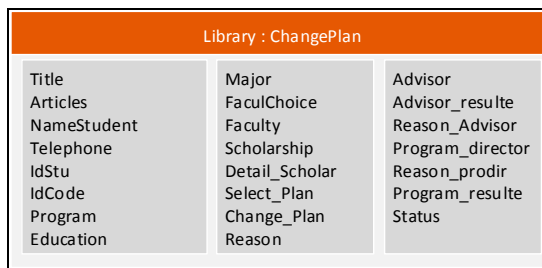 Library : ChangePlan
Title
Articles
NameStudent
Telephone
IdStu
IdCode
Program
Education
Major
FaculChoice
Faculty
Scholarship
Detail_Scholar
Select_Plan
Change_Plan
Reason
Advisor
Advisor_resulte
Reason_Advisor
Program_director
Reason_prodir
Program_resulte
Status